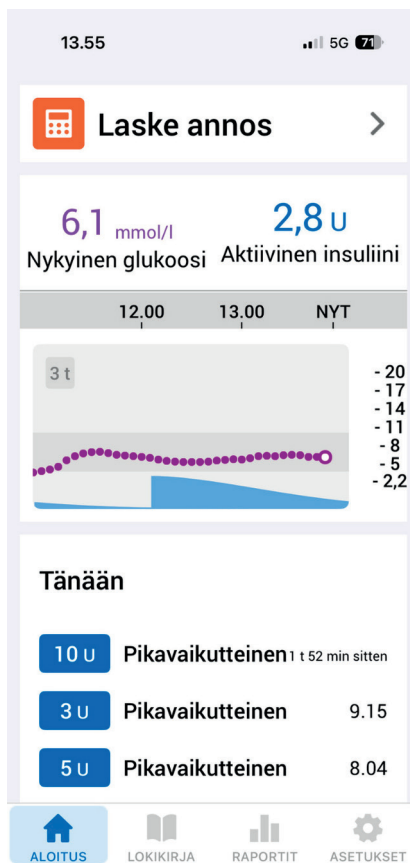 13.55 5G 71
Laske annos
6,1 mmol/l 2,8 U
Nykyinen glukoosi Aktiivinen insuliini
12.00 13.00 NYT
3 t
- 20
- 17
- 14
- 11
- 8
- 5
- 2,2
Tänään
10 U Pikavaikutteinen 1 t 52 min sitten
3 U Pikavaikutteinen 9.15
5 U Pikavaikutteinen 8.04
ALOITUS LOKIKIRJA RAPORTIT ASETUKSET